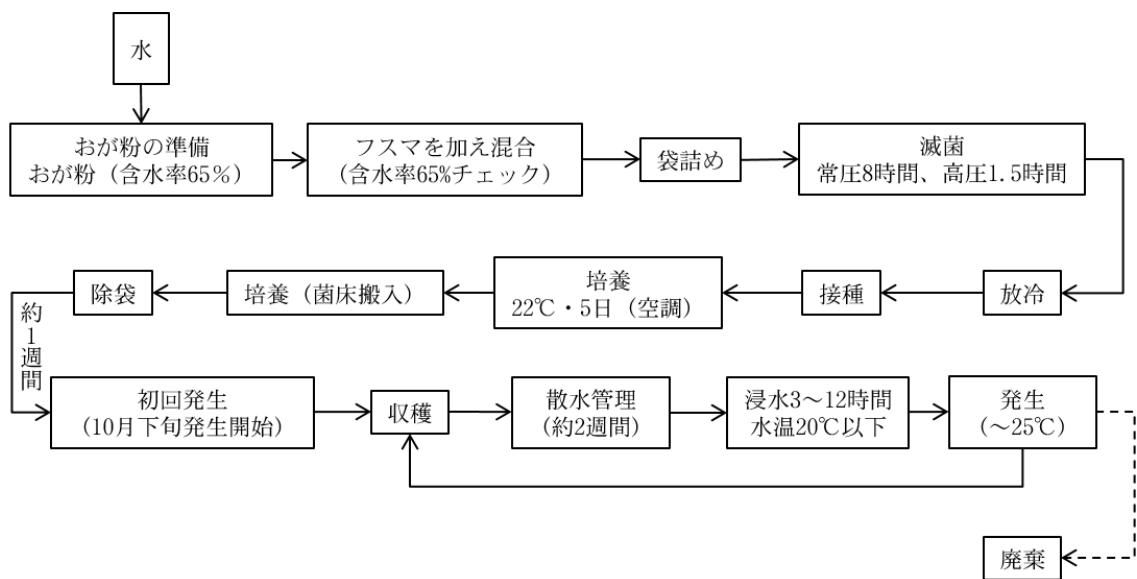 水
おが粉の準備
おが粉（含水率65％）
フスマを加え混合
（含水率65%チェック）
袋詰め
滅菌
常圧8時間、高圧1.5時間
放冷
接種
培養
22℃・5日（空調）
培養（菌床搬入）
除袋
約1週間
初回発生
(10月下旬発生開始)
収穫
散水管理
(約2週間)
浸水3〜12時間
水温20℃以下
発生
(〜25℃)
廃棄